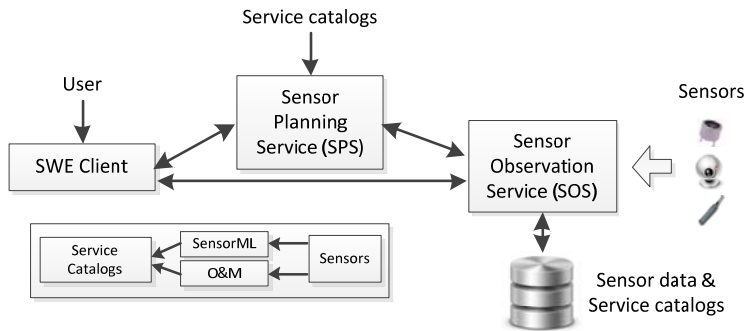 Service catalogs
User
Sensor
Planning
Service (SPS)
Sensors
SWE Client
Sensor
Observation
Service (SOS)
Service
Catalogs
SensorML
O&M
Sensors
Sensor data &
Service catalogs